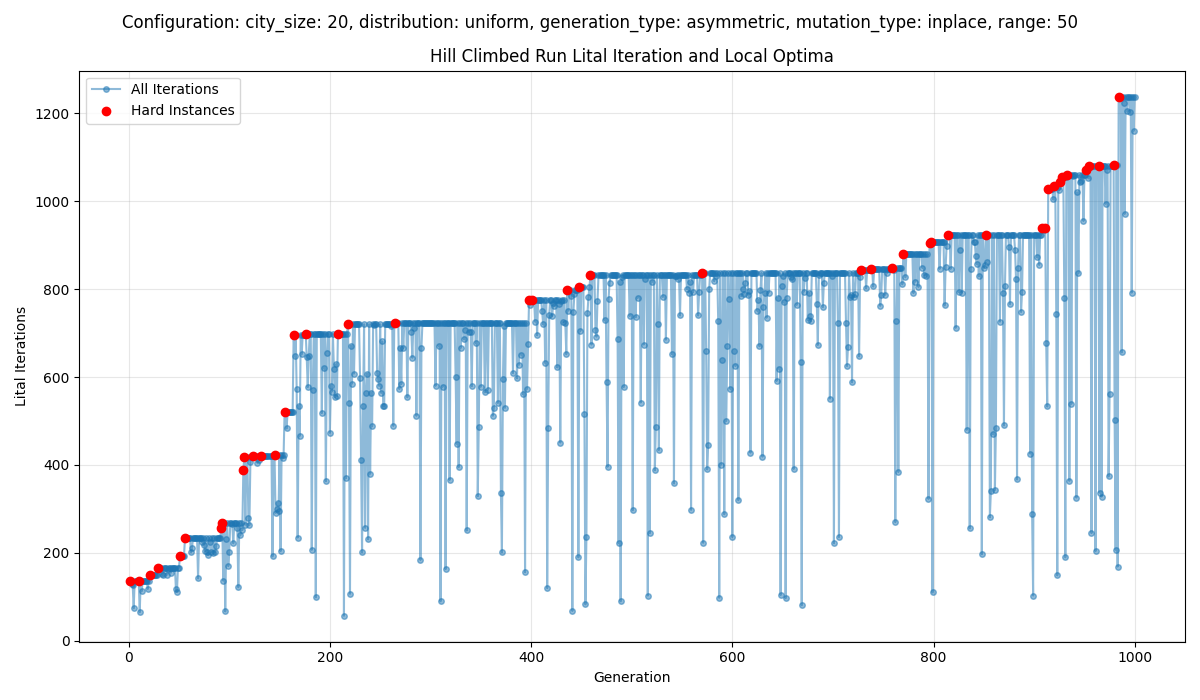 Configuration: city_size: 20, distribution: uniform, generation_type: asymmetric, mutation_type: inplace, range: 50
Hill Climbed Run Lital Iteration and Local Optima
All Iterations
Hard Instances
Lital Iterations
1200
1000
800
600
400
200
0
0 200 400 600 800 1000
Generation